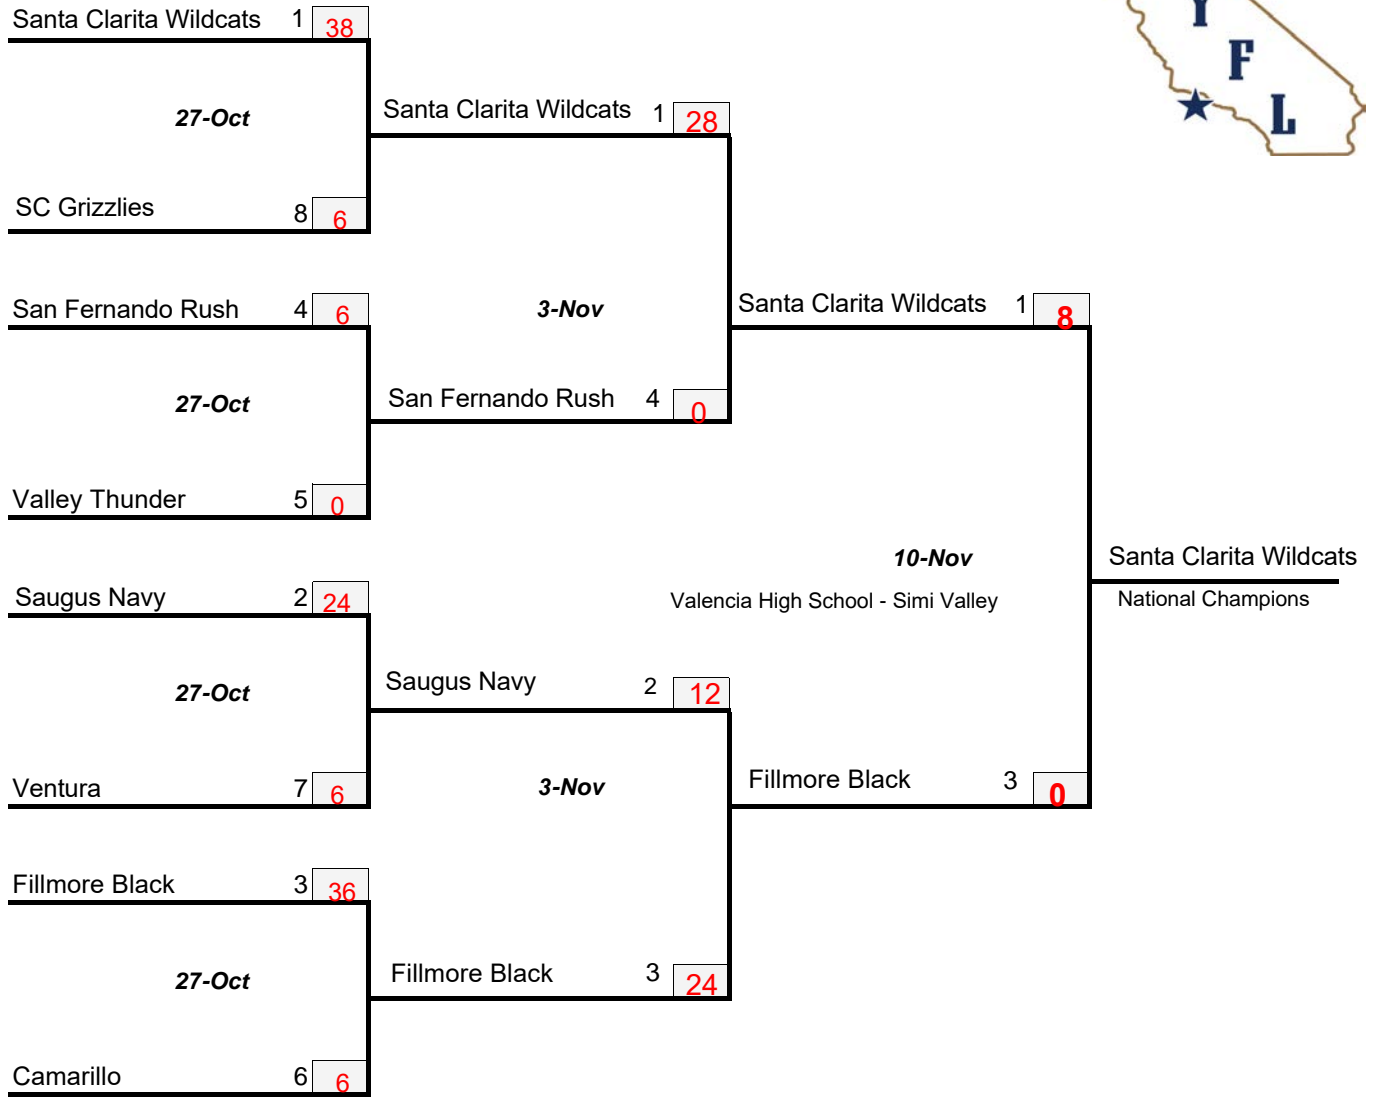 Santa Clarita Wildcats 1 38
27-Oct
SC Grizzlies 8 6
San Fernando Rush 4 6
27-Oct
Valley Thunder 5 0
Saugus Navy 2 24
27-Oct
Ventura 7 6
Fillmore Black 3 36
27-Oct
Camarillo 6 6
Santa Clarita Wildcats 1 28
3-Nov
San Fernando Rush 4 0
Saugus Navy 2 12
3-Nov
Fillmore Black 3 24
Santa Clarita Wildcats 1 8
10-Nov
Valencia High School - Simi Valley
Fillmore Black 3 0
Santa Clarita Wildcats
National Champions
Y
F
L